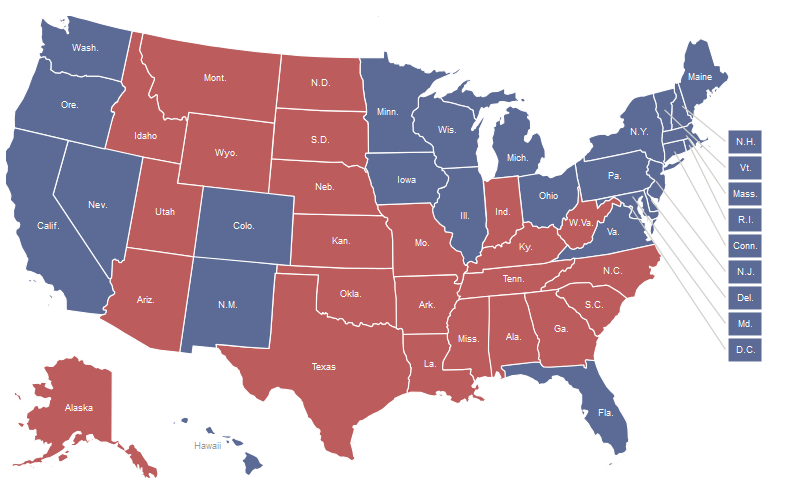 Wash.
Maine
Mont.
N.D.
Ore.
Minn.
Idaho
Wis.
N.Y.
S.D.
N.H.
Wyo.
Mich.
Vt.
Pa.
Iowa
Neb.
Ohio
Mass.
Nev.
Utah
Ill.
Ind.
R.I.
Calif.
Colo.
W.Va.
Va.
Kan.
Mo.
Ky.
Conn.
N.J.
N.C.
Tenn.
Okla.
Ariz.
Del.
N.M.
Ark.
S.C.
Md.
Ga.
Miss.
Ala.
D.C.
Texas
La.
Alaska
Fla.
Hawaii